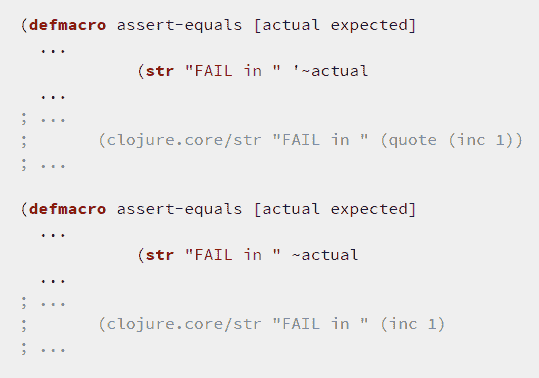 (defmacro assert-equals [actual expected]
  ...
            (str "FAIL in " '~actual
  ...
; ...
;       (clojure.core/str "FAIL in " (quote (inc 1))
; ...

(defmacro assert-equals [actual expected]
  ...
            (str "FAIL in " ~actual
  ...
; ...
;       (clojure.core/str "FAIL in " (inc 1)
; ...